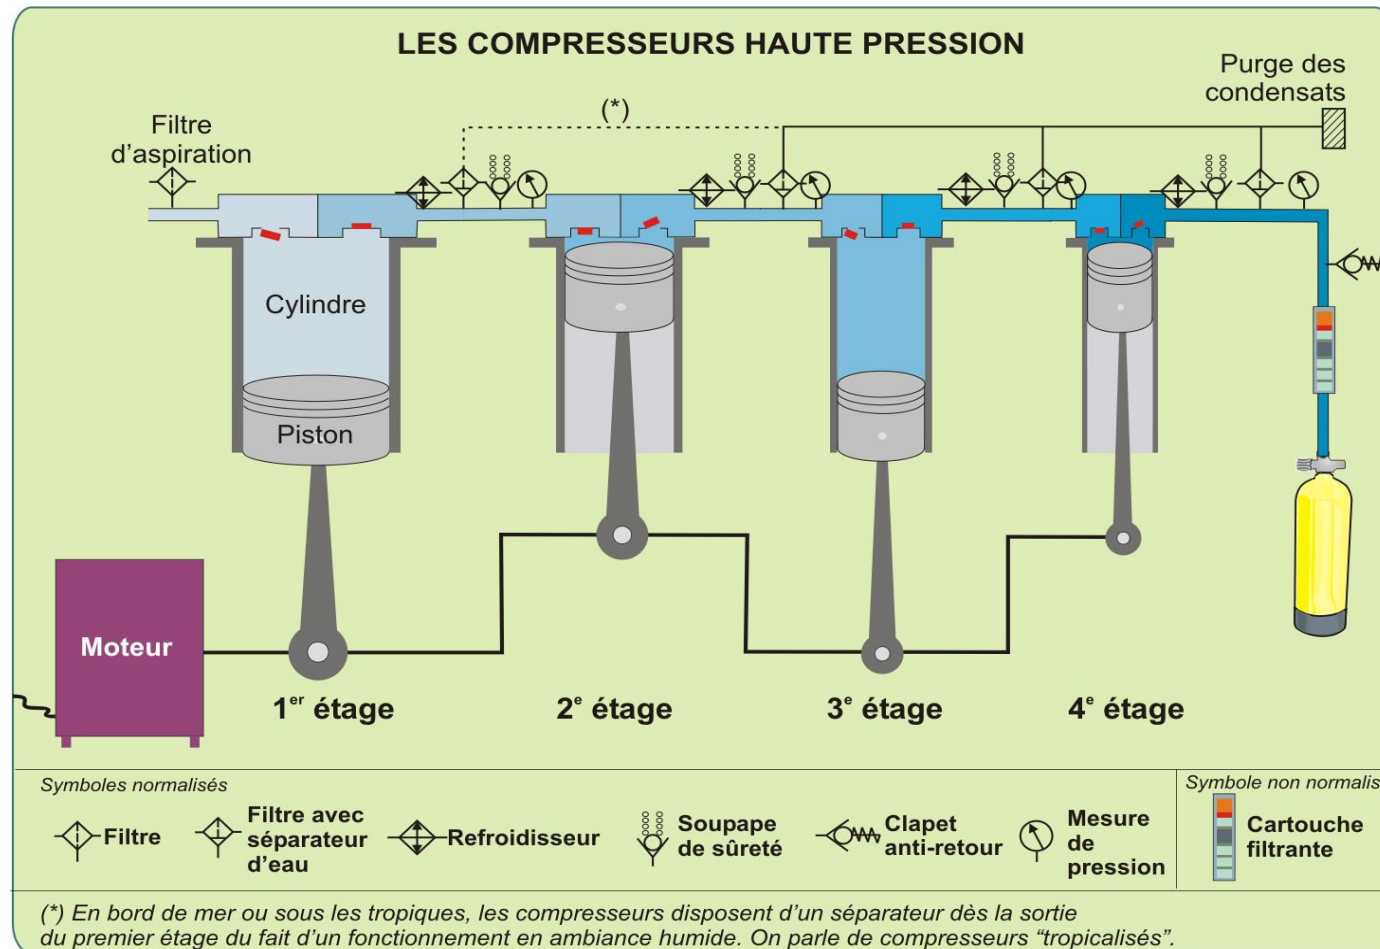 LES COMPRESSEURS HAUTE PRESSION
Purge des
condensats
(*)
Filtre
d’aspiration
Cylindre
Piston
Moteur
1er étage
2e étage
3e étage
4e étage
Symboles normalisés
Filtre
Filtre avec
séparateur
d’eau
Refroidisseur
Soupape
de sûreté
Clapet
anti-retour
Mesure
de
pression
Symbole non normalis
Cartouche
filtrante
(*) En bord de mer ou sous les tropiques, les compresseurs disposent d’un séparateur dès la sortie
du premier étage du fait d’un fonctionnement en ambiance humide. On parle de compresseurs “tropicalisés”.